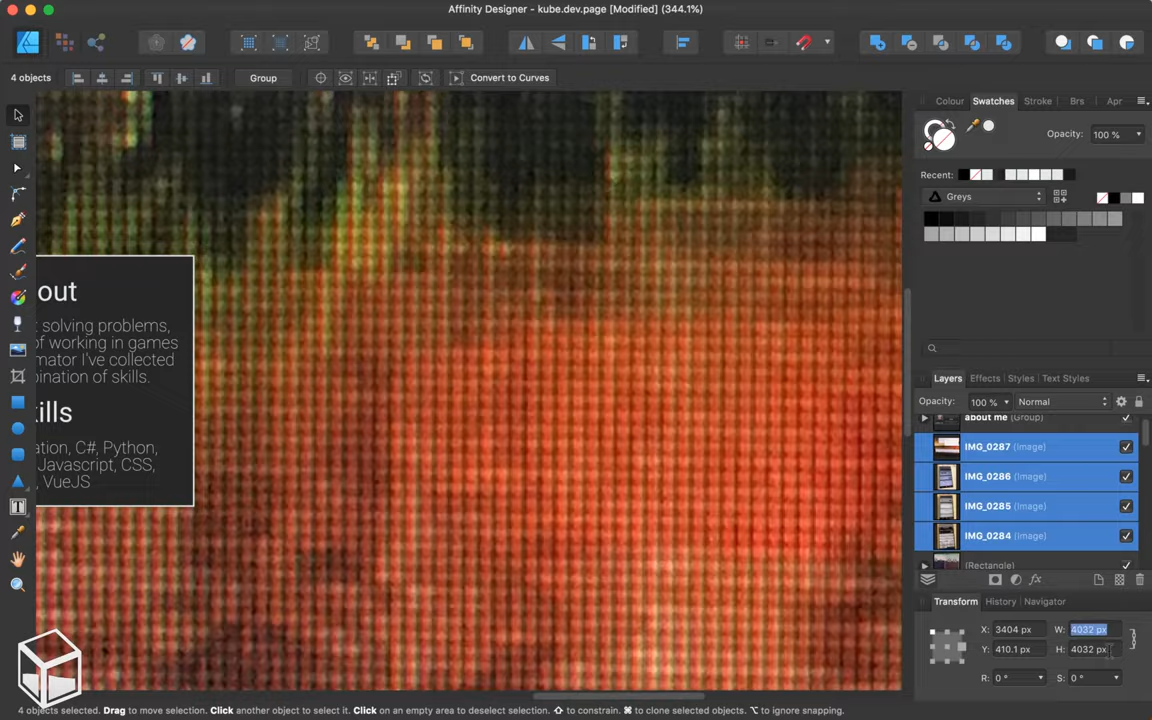 Affinity Designer - kube.dev.page [Modified] (344.1%)
4 objects
Group
Convert to Curves
Colour Swatches Stroke Brs Apr
Opacity: 100 %
Recent:
Greys
out
t solving problems,
of working in games
mator I've collected
bination of skills.
kills
ation, C#, Python,
Javascript, CSS,
, VueJS
Layers Effects Styles Text Styles
Opacity: 100 % Normal
about me (Group)
IMG_0287 (Image)
IMG_0286 (Image)
IMG_0285 (Image)
IMG_0284 (Image)
(Rectangle)
Transform History Navigator
X: 3404 px W: 4032 px
Y: 410.1 px H: 4032 px
R: 0 ° S: 0 °
4 objects selected. Drag to move selection. Click another object to select it. Click on an empty area to deselect selection. ⇧ to constrain. ⌘ to clone selected objects. ⌥ to ignore snapping.